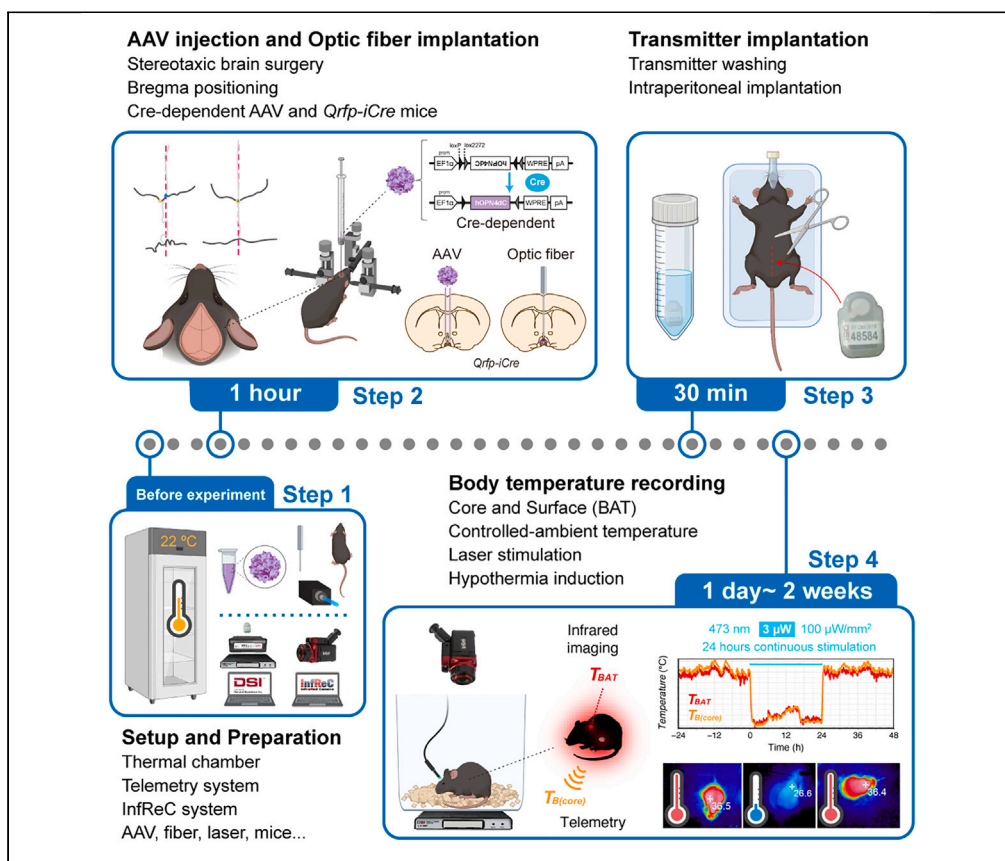 AAV injection and Optic fiber implantation
Stereotaxic brain surgery
Bregma positioning
Cre-dependent AAV and Qrfp-iCre mice
Transmitter implantation
Transmitter washing
Intraperitoneal implantation
prom
loxP
lox2272
EF1α
hOPN4dC
WPRE
pA
Cre
prom
EF1α
hOPN4dC
WPRE
pA
Cre-dependent
AAV
Optic fiber
Qrfp-iCre
48584
1 hour
Step 2
30 min
Step 3
Before experiment
Step 1
22 ºC
DSI
InfReC
Setup and Preparation
Thermal chamber
Telemetry system
InfReC system
AAV, fiber, laser, mice...
Body temperature recording
Core and Surface (BAT)
Controlled-ambient temperature
Laser stimulation
Hypothermia induction
Step 4
1 day~ 2 weeks
Infrared
imaging
TBAT
TB(core)
Telemetry
473 nm 3 µW 100 µW/mm²
24 hours continuous stimulation
Temperature (°C)
TBAT
TB(core)
−24 −12 0 12 24 36 48
Time (h)
36.5
26.6
36.4